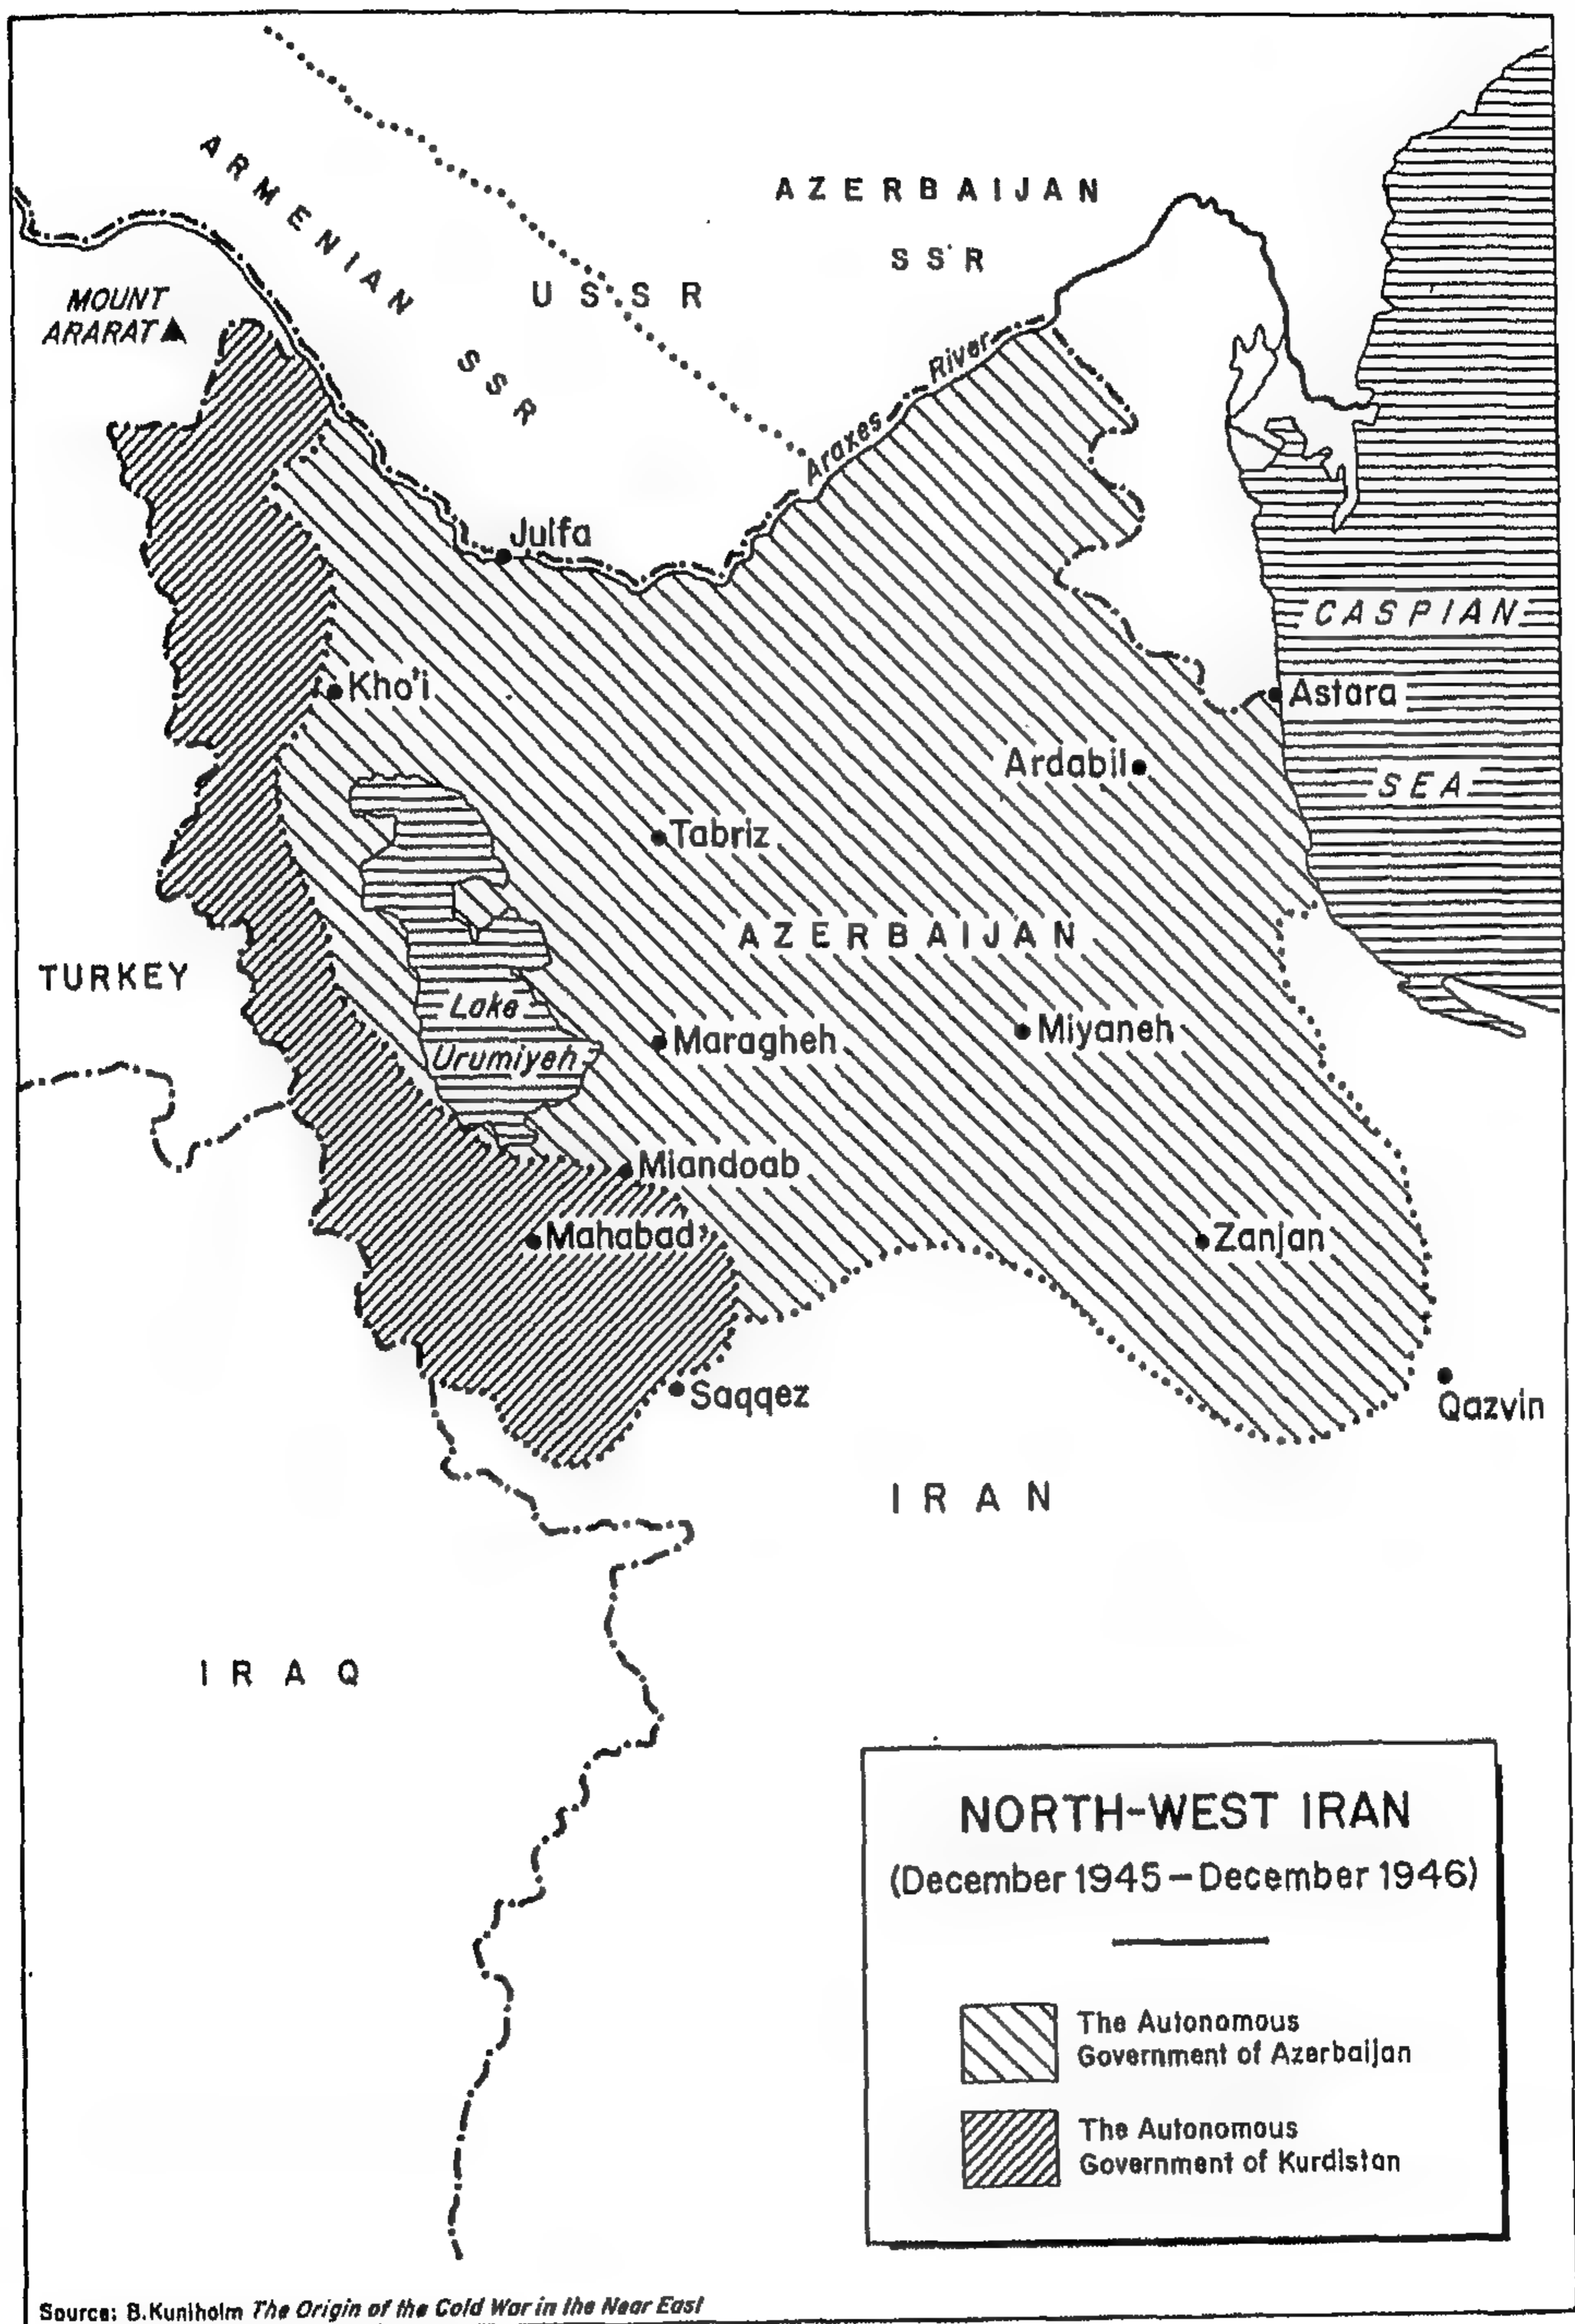 ARMENIAN SSR
AZERBAIJAN
SSR
USSR
MOUNT
ARARAT
Araxes River
Julfa
CASPIAN
Kho'i
Astara
Ardabil
SEA
Tabriz
AZERBAIJAN
TURKEY
Lake
Urumiyeh
Maragheh
Miyaneh
Miandoab
Mahabad
Zanjan
Saqqez
Qazvin
IRAN
IRAQ
NORTH-WEST IRAN
(December 1945–December 1946)
The Autonomous
Government of Azerbaijan
The Autonomous
Government of Kurdistan
Source: B.Kuniholm The Origin of the Cold War in the Near East